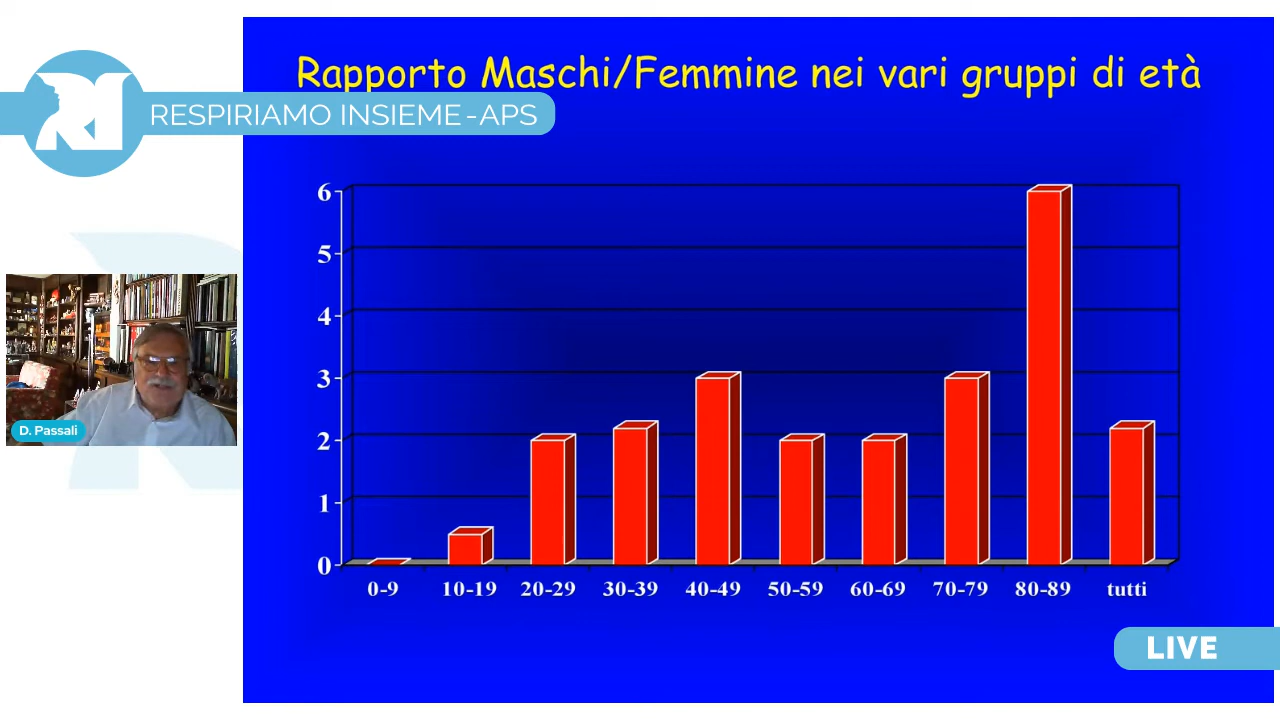 Rapporto Maschi/Femmine nei vari gruppi di età
RI
RESPIRIAMO INSIEME-APS
6
5
4
3
2
1
0
0-9 10-19 20-29 30-39 40-49 50-59 60-69 70-79 80-89 tutti
D. Passali
LIVE